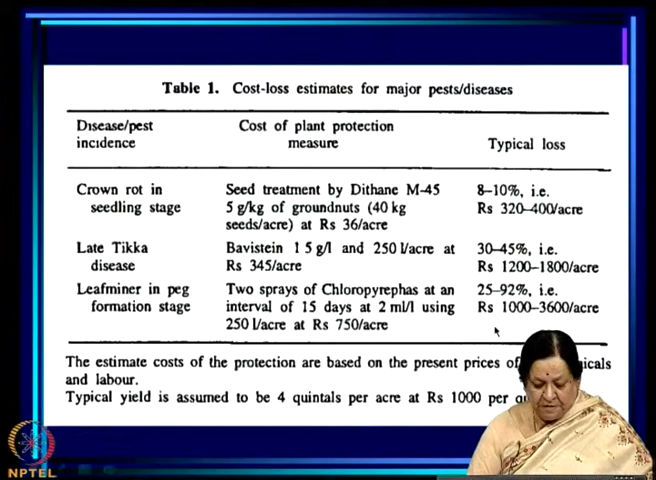 Table 1. Cost-loss estimates for major pests/diseases
Disease/pest incidence Cost of plant protection measure Typical loss
Crown rot in Seed treatment by Dithane M-45 8–10%, i.e.
seedling stage 5 g/kg of groundnuts (40 kg Rs 320–400/acre
seeds/acre) at Rs 36/acre
Late Tikka Bavistein 1 5 g/l and 250 l/acre at 30–45%, i.e.
disease Rs 345/acre Rs 1200–1800/acre
Leafminer in peg Two sprays of Chloropyrephas at an 25–92%, i.e.
formation stage interval of 15 days at 2 ml/l using Rs 1000–3600/acre
250 l/acre at Rs 750/acre
The estimate costs of the protection are based on the present prices of
and labour.
Typical yield is assumed to be 4 quintals per acre at Rs 1000 per
NPTEL